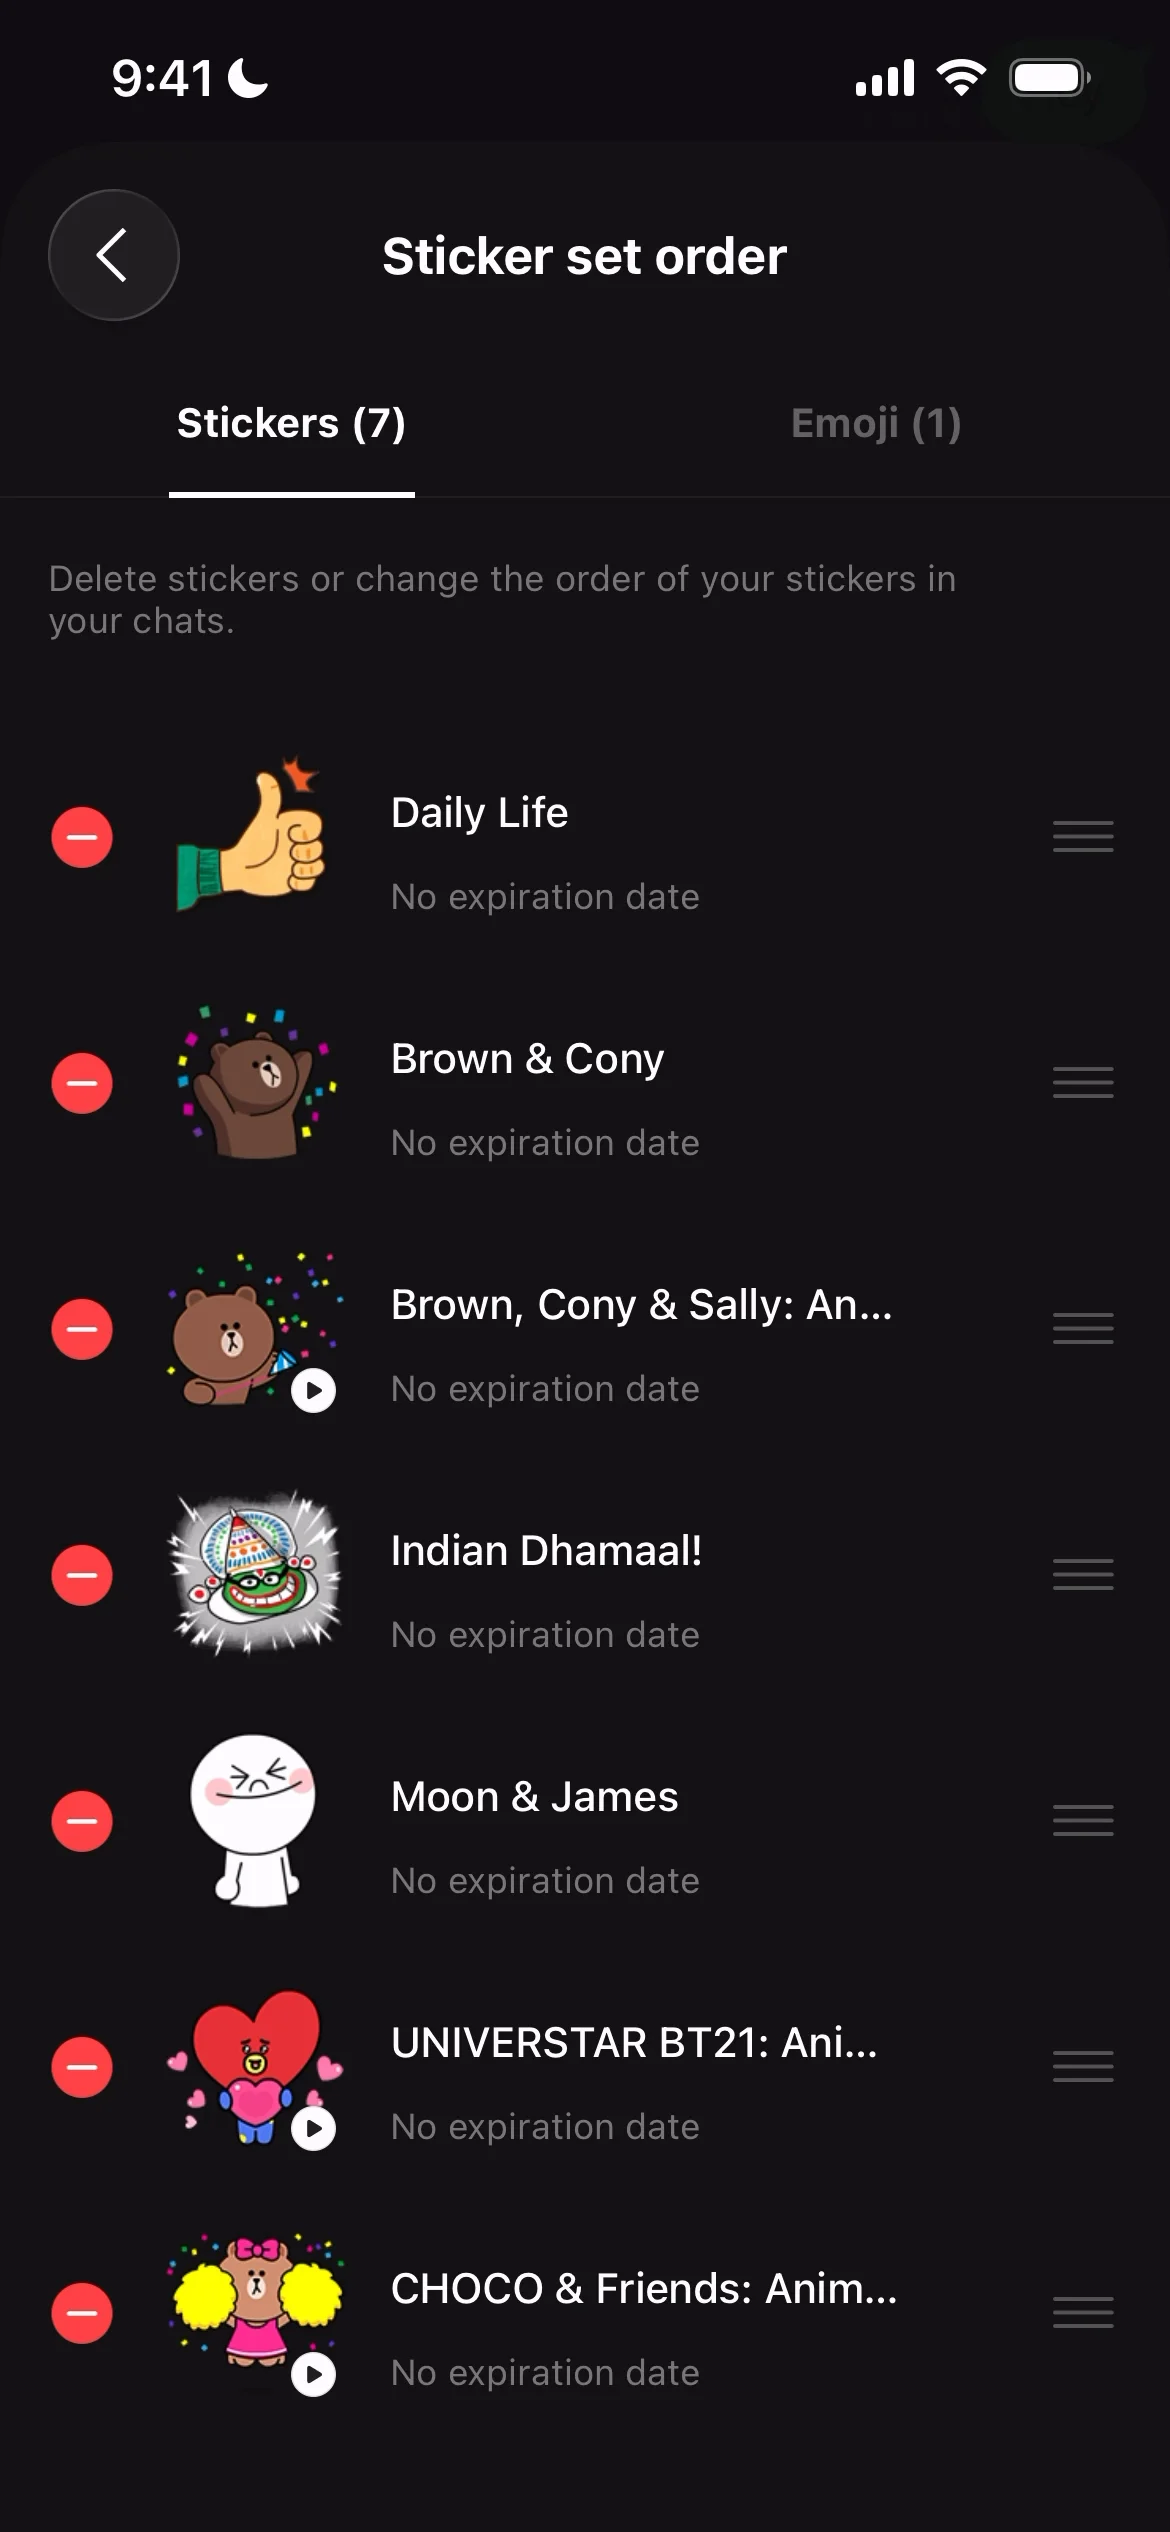 9:41
Sticker set order
Stickers (7)
Emoji (1)
Delete stickers or change the order of your stickers in
your chats.
Daily Life
No expiration date
Brown & Cony
No expiration date
Brown, Cony & Sally: An...
No expiration date
Indian Dhamaal!
No expiration date
Moon & James
No expiration date
UNIVERSTAR BT21: Ani...
No expiration date
CHOCO & Friends: Anim...
No expiration date